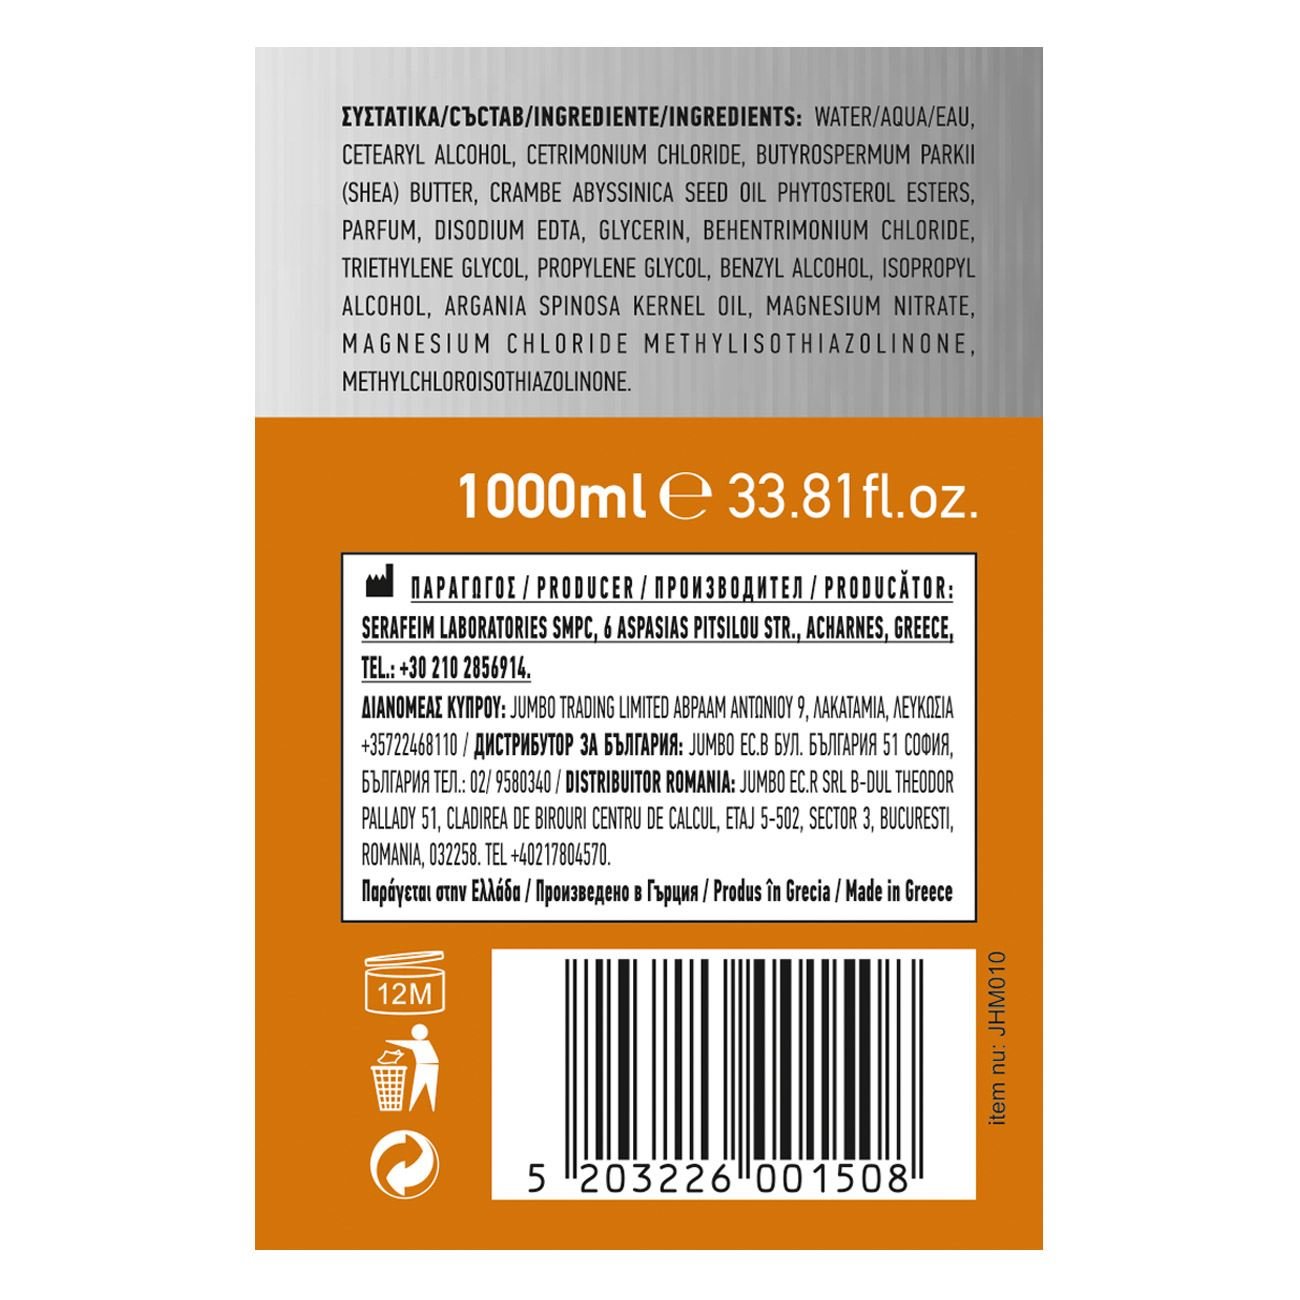 ΣΥΣΤΑΤΙΚΑ/СЪСТАВ/INGREDIENTE/INGREDIENTS: WATER/AQUA/EAU,
CETEARYL ALCOHOL, CETRIMONIUM CHLORIDE, BUTYROSPERMUM PARKII
(SHEA) BUTTER, CRAMBE ABYSSINICA SEED OIL PHYTOSTEROL ESTERS,
PARFUM, DISODIUM EDTA, GLYCERIN, BEHENTRIMONIUM CHLORIDE,
TRIETHYLENE GLYCOL, PROPYLENE GLYCOL, BENZYL ALCOHOL, ISOPROPYL
ALCOHOL, ARGANIA SPINOSA KERNEL OIL, MAGNESIUM NITRATE,
MAGNESIUM CHLORIDE METHYLISOTHIAZOLINONE,
METHYLCHLOROISOTHIAZOLINONE.
1000ml ℮ 33.81fl.oz.
ΠΑΡΑΓΩΓΟΣ / PRODUCER / ПРОИЗВОДИТЕЛ / PRODUCĂTOR:
SERAFEIM LABORATORIES SMPC, 6 ASPASIAS PITSILOU STR., ACHARNES, GREECE,
TEL.: +30 210 2856914.
ΔΙΑΝΟΜΕΑΣ ΚΥΠΡΟΥ: JUMBO TRADING LIMITED ΑΒΡΑΑΜ ΑΝΤΩΝΙΟΥ 9, ΛΑΚΑΤΑΜΙΑ, ΛΕΥΚΩΣΙΑ
+35722468110 / ДИСТРИБУТОР ЗА БЪЛГАРИЯ: JUMBO EC.B БУЛ. БЪЛГАРИЯ 51 СОФИЯ,
БЪЛГАРИЯ ТЕЛ.: 02/ 9580340 / DISTRIBUITOR ROMANIA: JUMBO EC.R SRL B-DUL THEODOR
PALLADY 51, CLADIREA DE BIROURI CENTRU DE CALCUL, ETAJ 5-502, SECTOR 3, BUCURESTI,
ROMANIA, 032258. TEL +40217804570.
Παράγεται στην Ελλάδα / Произведено в Гърция / Produs în Grecia / Made in Greece
12M
item nu: JHM010
5 203226 001508